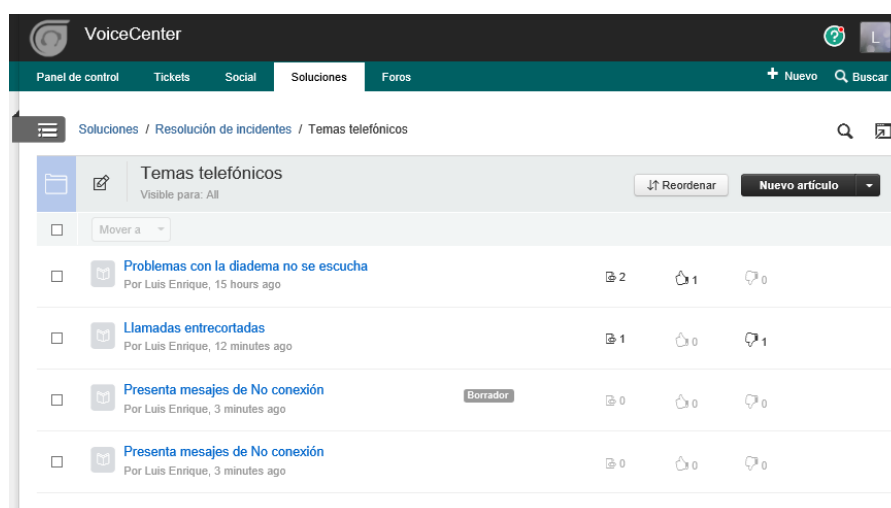 VoiceCenter
L
Panel de control Tickets Social Soluciones Foros + Nuevo Buscar
Soluciones / Resolución de incidentes / Temas telefónicos
Temas telefónicos
Visible para: All
Reordenar Nuevo artículo
Mover a
Problemas con la diadema no se escucha
Por Luis Enrique, 15 hours ago
2 1 0
Llamadas entrecortadas
Por Luis Enrique, 12 minutes ago
1 0 1
Presenta mesajes de No conexión
Por Luis Enrique, 3 minutes ago
Borrador
0 0 0
Presenta mesajes de No conexión
Por Luis Enrique, 3 minutes ago
0 0 0